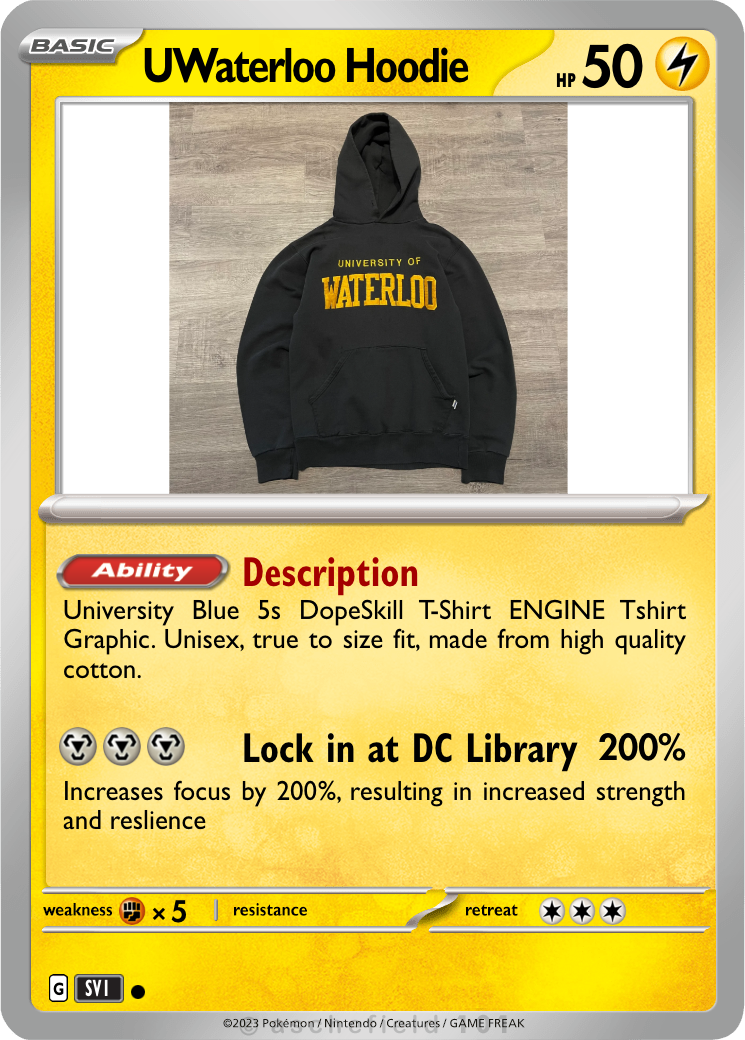 BASIC
UWaterloo Hoodie
HP 50
UNIVERSITY OF
WATERLOO
Ability Description
University Blue 5s DopeSkill T-Shirt ENGINE Tshirt
Graphic. Unisex, true to size fit, made from high quality
cotton.
Lock in at DC Library 200%
Increases focus by 200%, resulting in increased strength
and reslience
weakness × 5 resistance retreat
G SVI
©2023 Pokémon / Nintendo / Creatures / GAME FREAK